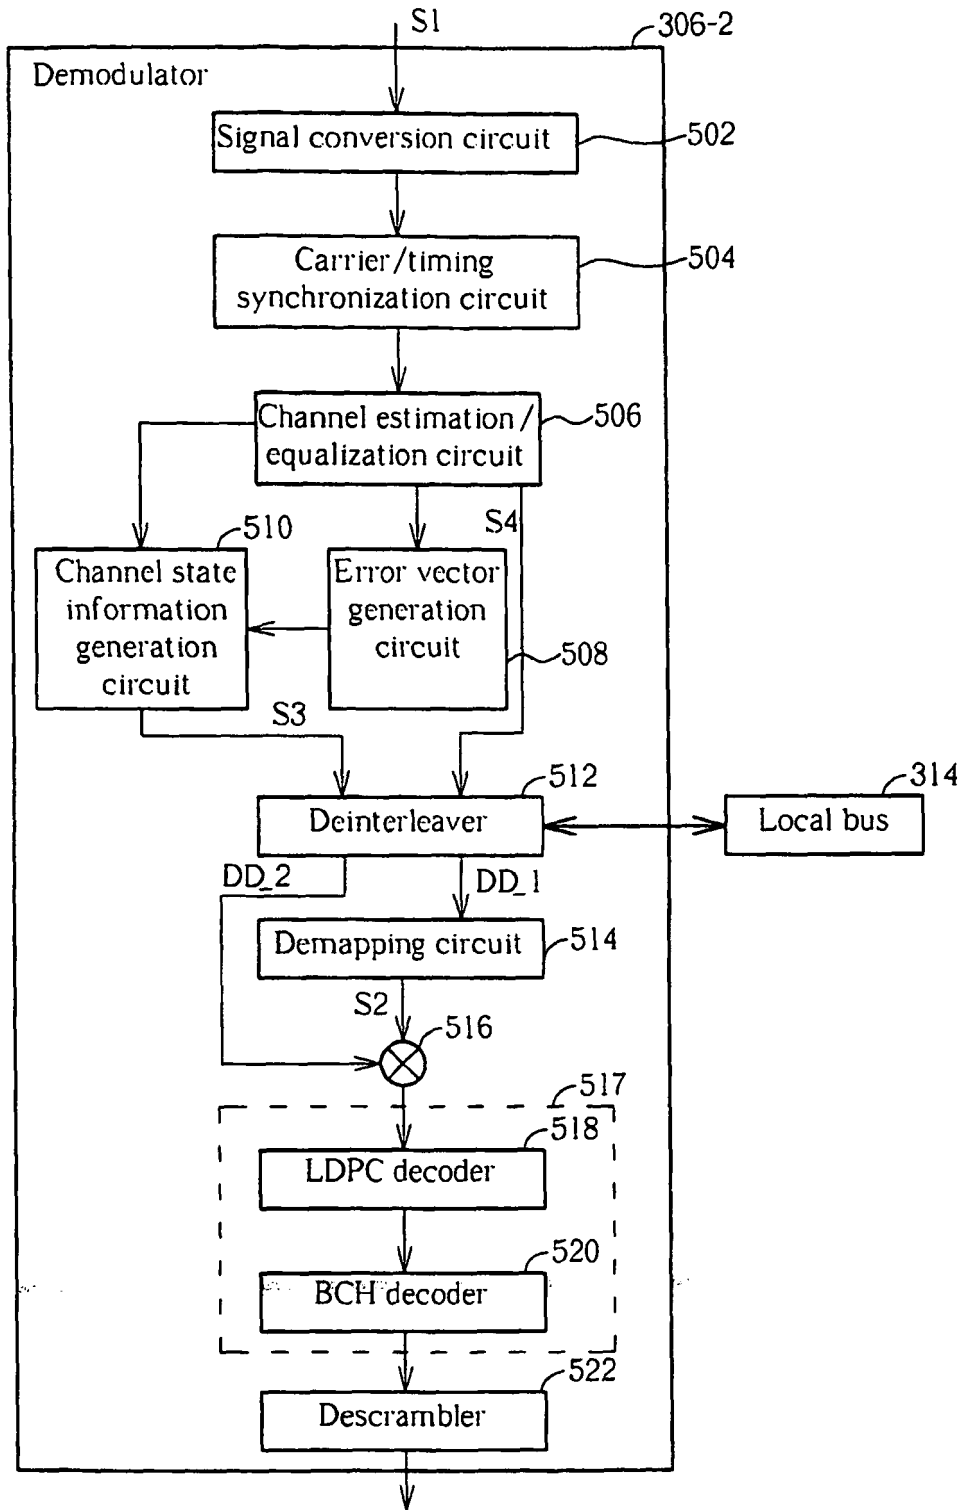 S1
306-2
Demodulator
Signal conversion circuit
502
Carrier/timing
synchronization circuit
504
Channel estimation/
equalization circuit
506
S4
510
Channel state
information
generation
circuit
Error vector
generation
circuit
508
S3
512
Deinterleaver
314
Local bus
DD_2
DD_1
Demapping circuit
514
S2
516
517
518
LDPC decoder
520
BCH decoder
522
Descrambler